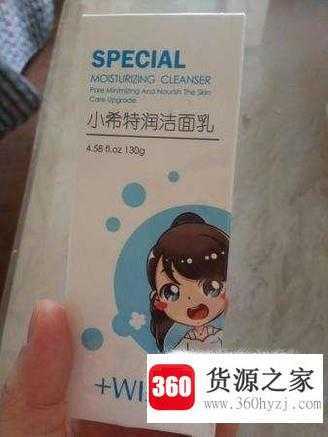 SPECIAL
MOISTURIZING CLEANSER
Pore Minimizing And Nourish The Skin
Care Upgrade
小希特润洁面乳
4.58 fl.oz 130g
360
货源之家
www.360hyzj.com